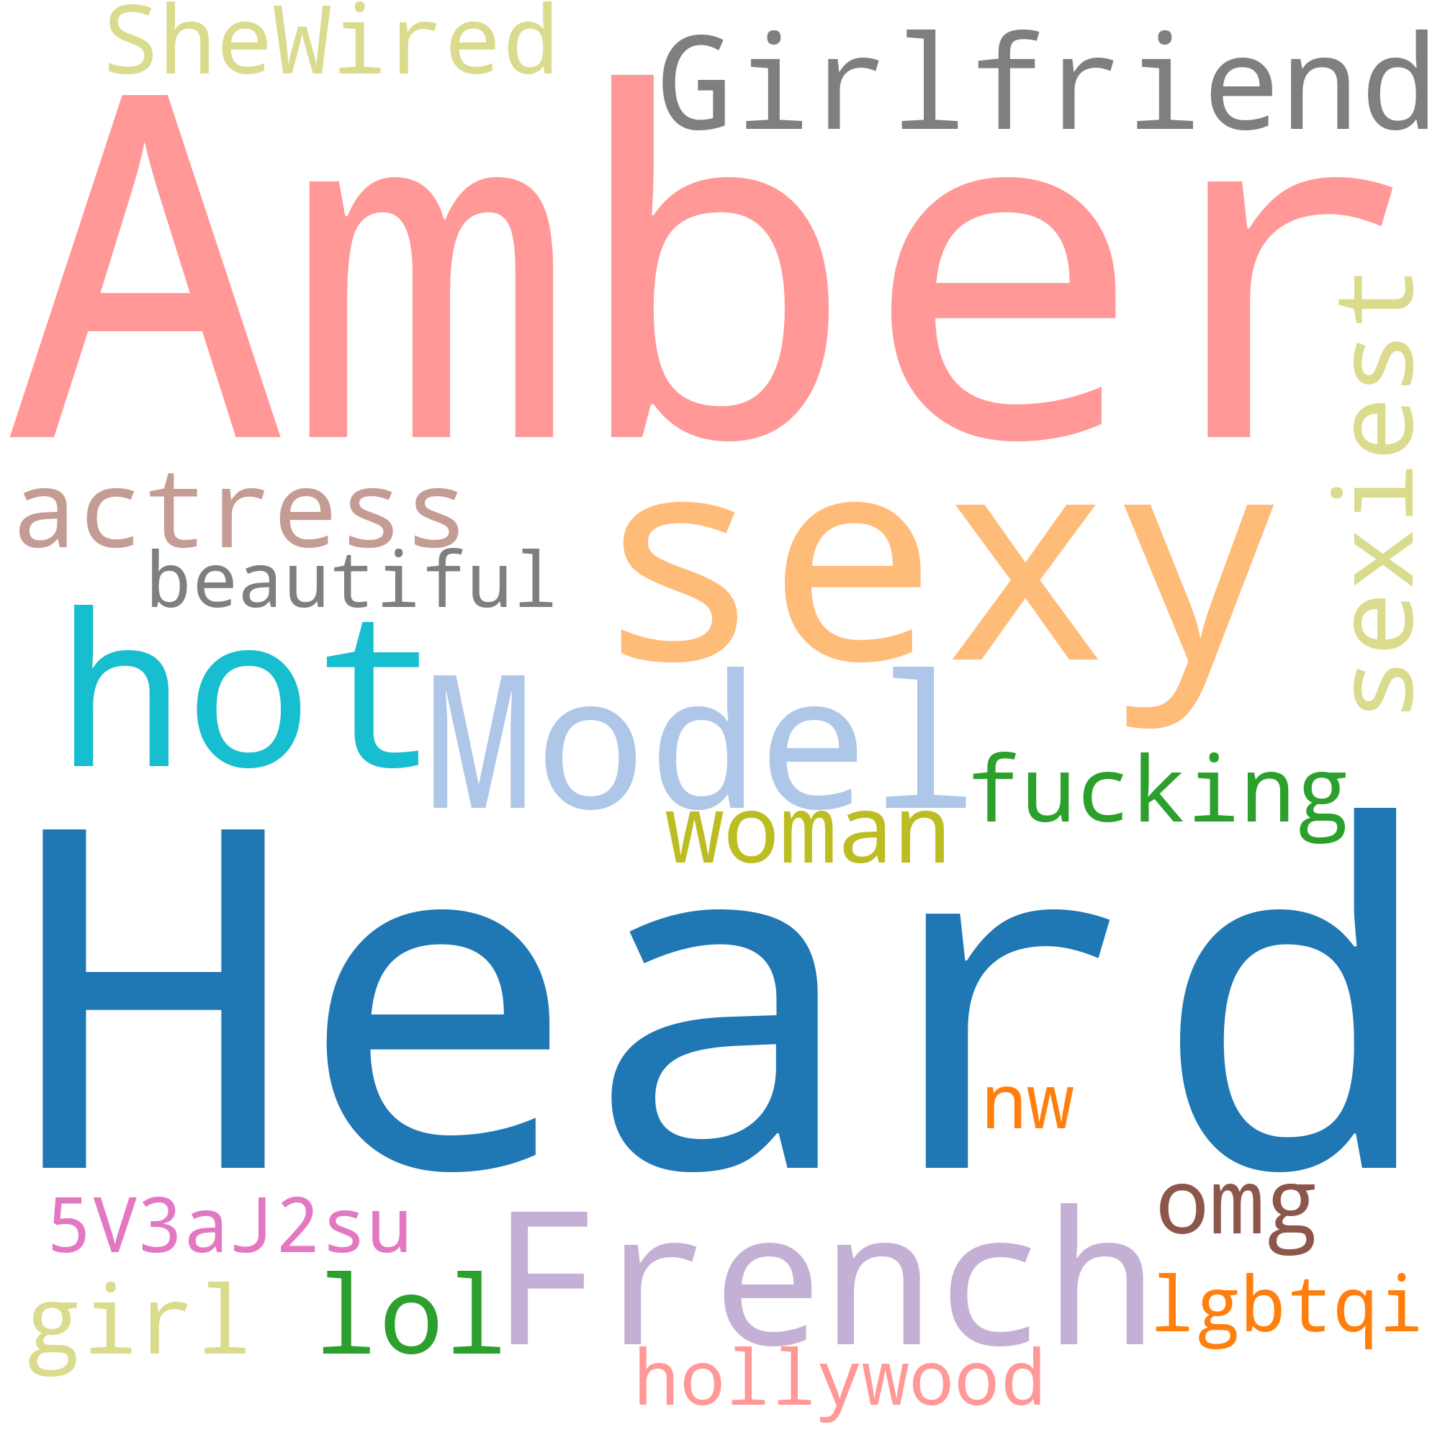 SheWired
Girlfriend
Amber
sexiest
actress
sexy
beautiful
hot
Model
fucking
woman
Heard
nw
5V3aJ2su
omg
French
girl
lol
lgbtqi
hollywood